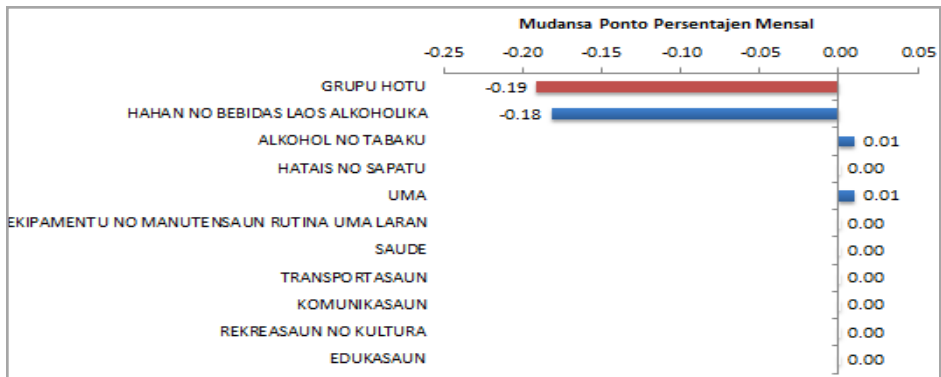 Mudansa Ponto Persentajen Mensal
-0.25 -0.20 -0.15 -0.10 -0.05 0.00 0.05
GRUPU HOTU -0.19
HAHAN NO BEBIDAS LAOS ALKOHOLIKA -0.18
ALKOHOL NO TABAKU 0.01
HATAIS NO SAPATU 0.00
UMA 0.01
EKIPAMENTU NO MANUTENSAUN RUTINA UMA LARAN 0.00
SAUDE 0.00
TRANSPORTASAUN 0.00
KOMUNIKASAUN 0.00
REKREASAUN NO KULTURA 0.00
EDUKASAUN 0.00